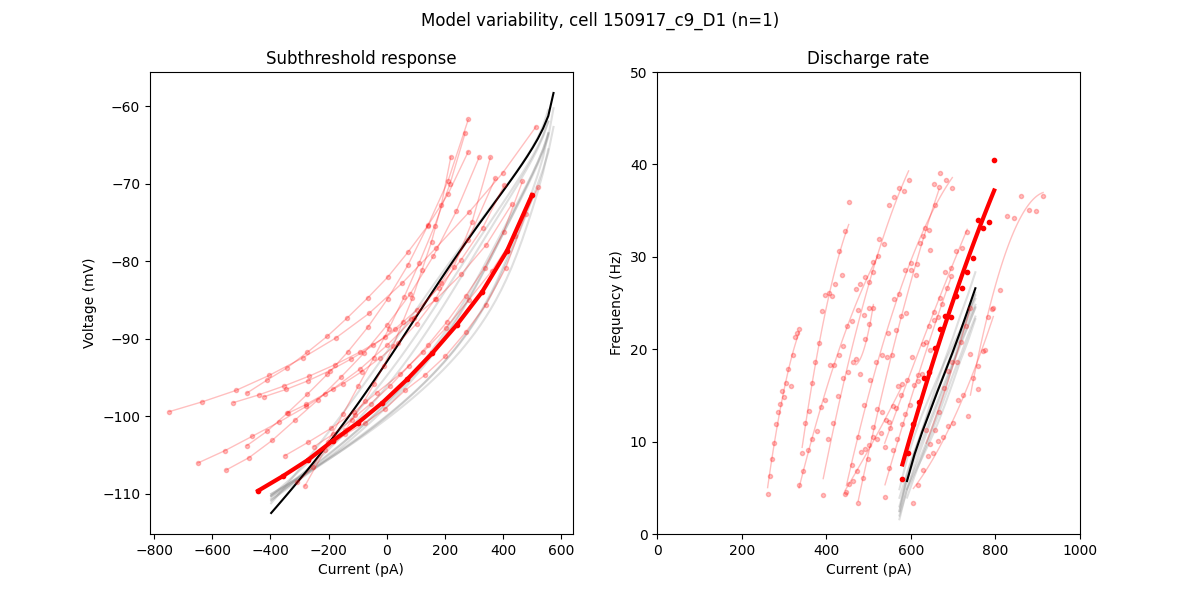 Model variability, cell 150917_c9_D1 (n=1)
Subthreshold response
Voltage (mV)
−60
−70
−80
−90
−100
−110
−800 −600 −400 −200 0 200 400 600
Current (pA)
Discharge rate
Frequency (Hz)
50
40
30
20
10
0
0 200 400 600 800 1000
Current (pA)